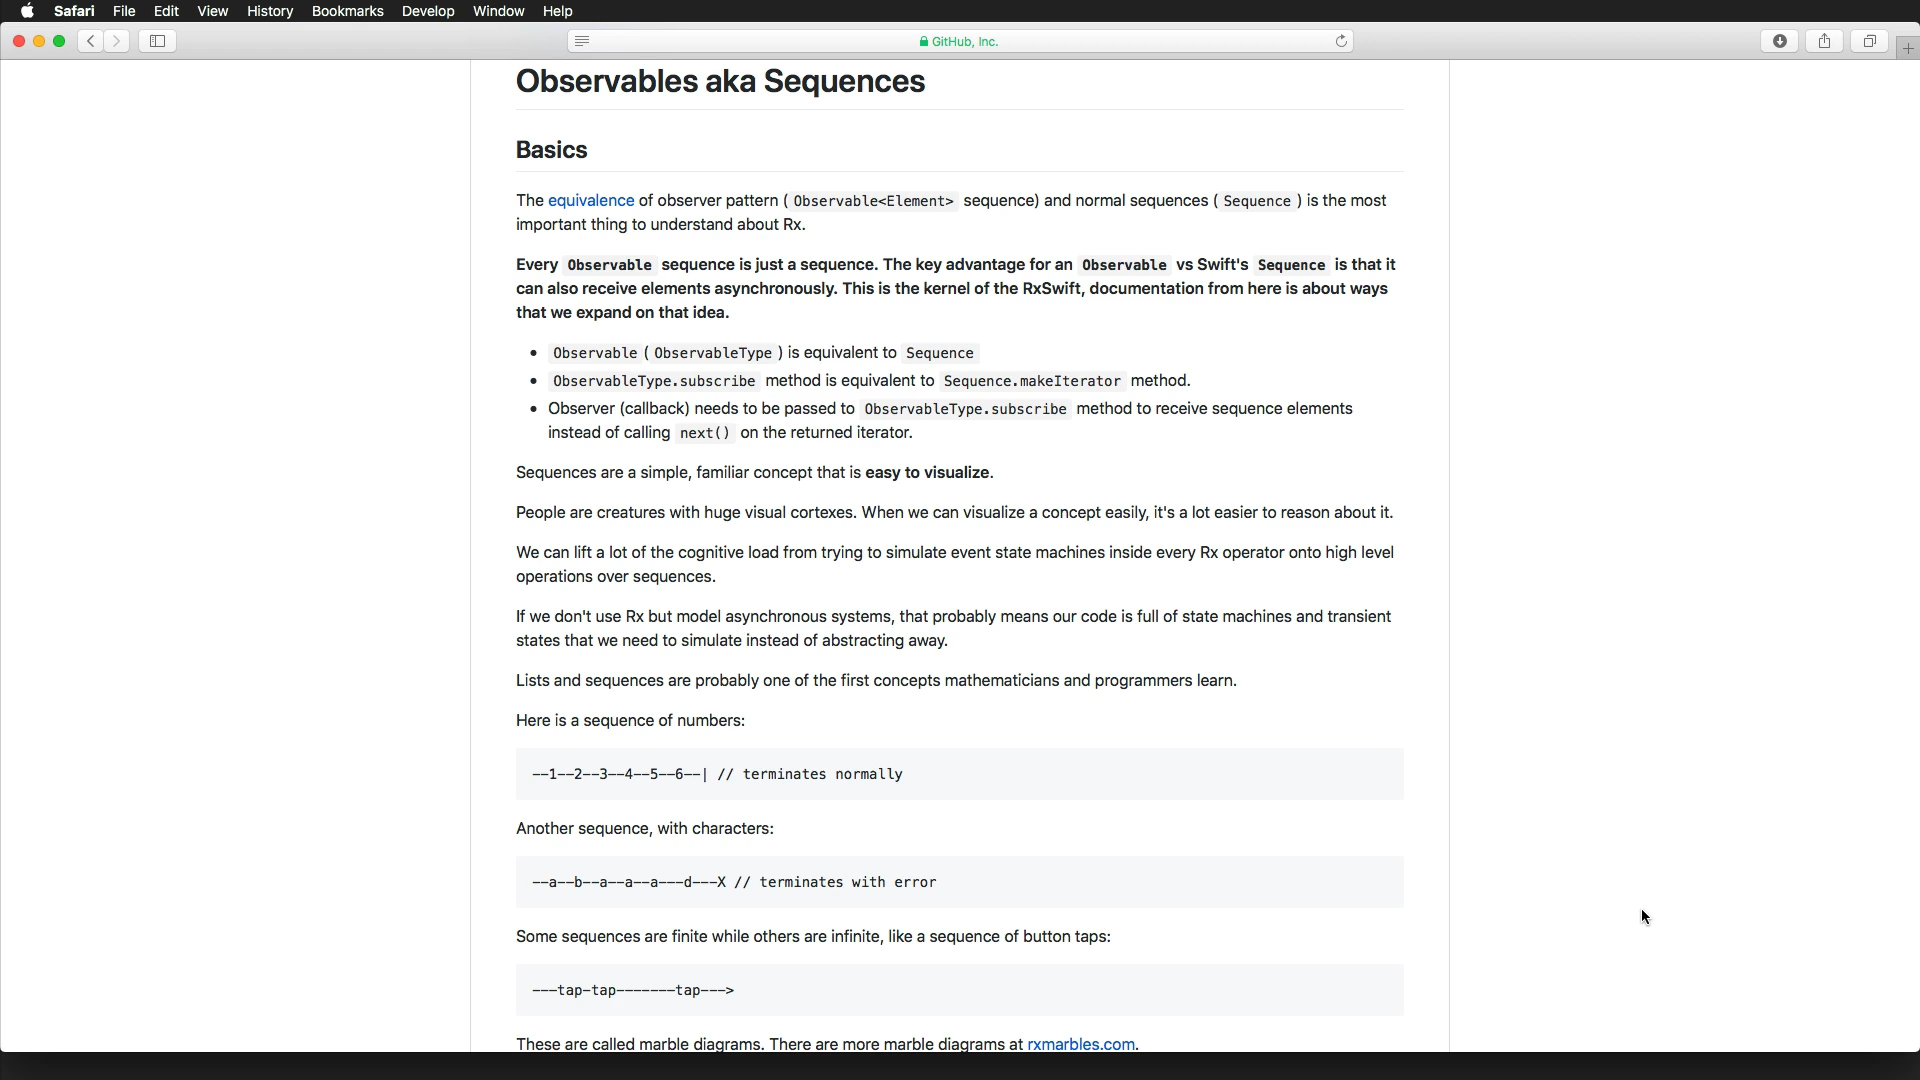 Safari File Edit View History Bookmarks Develop Window Help
GitHub, Inc.
Observables aka Sequences
Basics
The equivalence of observer pattern ( Observable<Element> sequence) and normal sequences ( Sequence ) is the most
important thing to understand about Rx.
Every Observable sequence is just a sequence. The key advantage for an Observable vs Swift's Sequence is that it
can also receive elements asynchronously. This is the kernel of the RxSwift, documentation from here is about ways
that we expand on that idea.
• Observable ( ObservableType ) is equivalent to Sequence
• ObservableType.subscribe method is equivalent to Sequence.makeIterator method.
• Observer (callback) needs to be passed to ObservableType.subscribe method to receive sequence elements
instead of calling next() on the returned iterator.
Sequences are a simple, familiar concept that is easy to visualize.
People are creatures with huge visual cortexes. When we can visualize a concept easily, it's a lot easier to reason about it.
We can lift a lot of the cognitive load from trying to simulate event state machines inside every Rx operator onto high level
operations over sequences.
If we don't use Rx but model asynchronous systems, that probably means our code is full of state machines and transient
states that we need to simulate instead of abstracting away.
Lists and sequences are probably one of the first concepts mathematicians and programmers learn.
Here is a sequence of numbers:
--1--2--3--4--5--6--| // terminates normally
Another sequence, with characters:
--a--b--a--a--a---d---X // terminates with error
Some sequences are finite while others are infinite, like a sequence of button taps:
---tap-tap-------tap--->
These are called marble diagrams. There are more marble diagrams at rxmarbles.com.